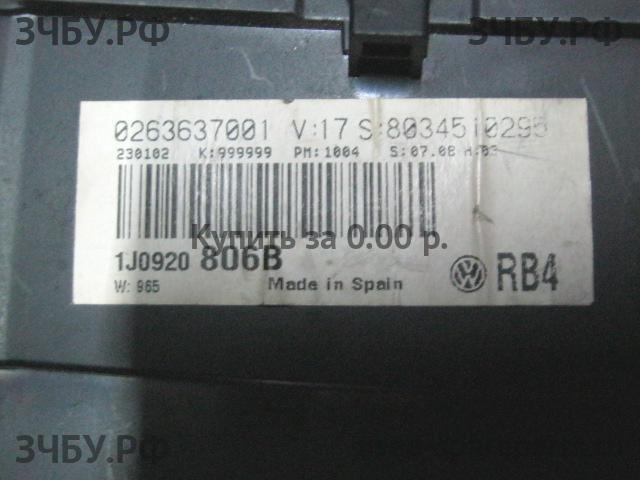 ЗЧБУ.РФ ЗЧБУ.РФ
0263637001 V:17 S:8034510295
230102 K:999999 PM:1004 S:07.08 H:03
Купить за 0.00 р.
1J0920 806B
W: 965 Made in Spain RB4
ЗЧБУ.РФ ЗЧБУ.РФ